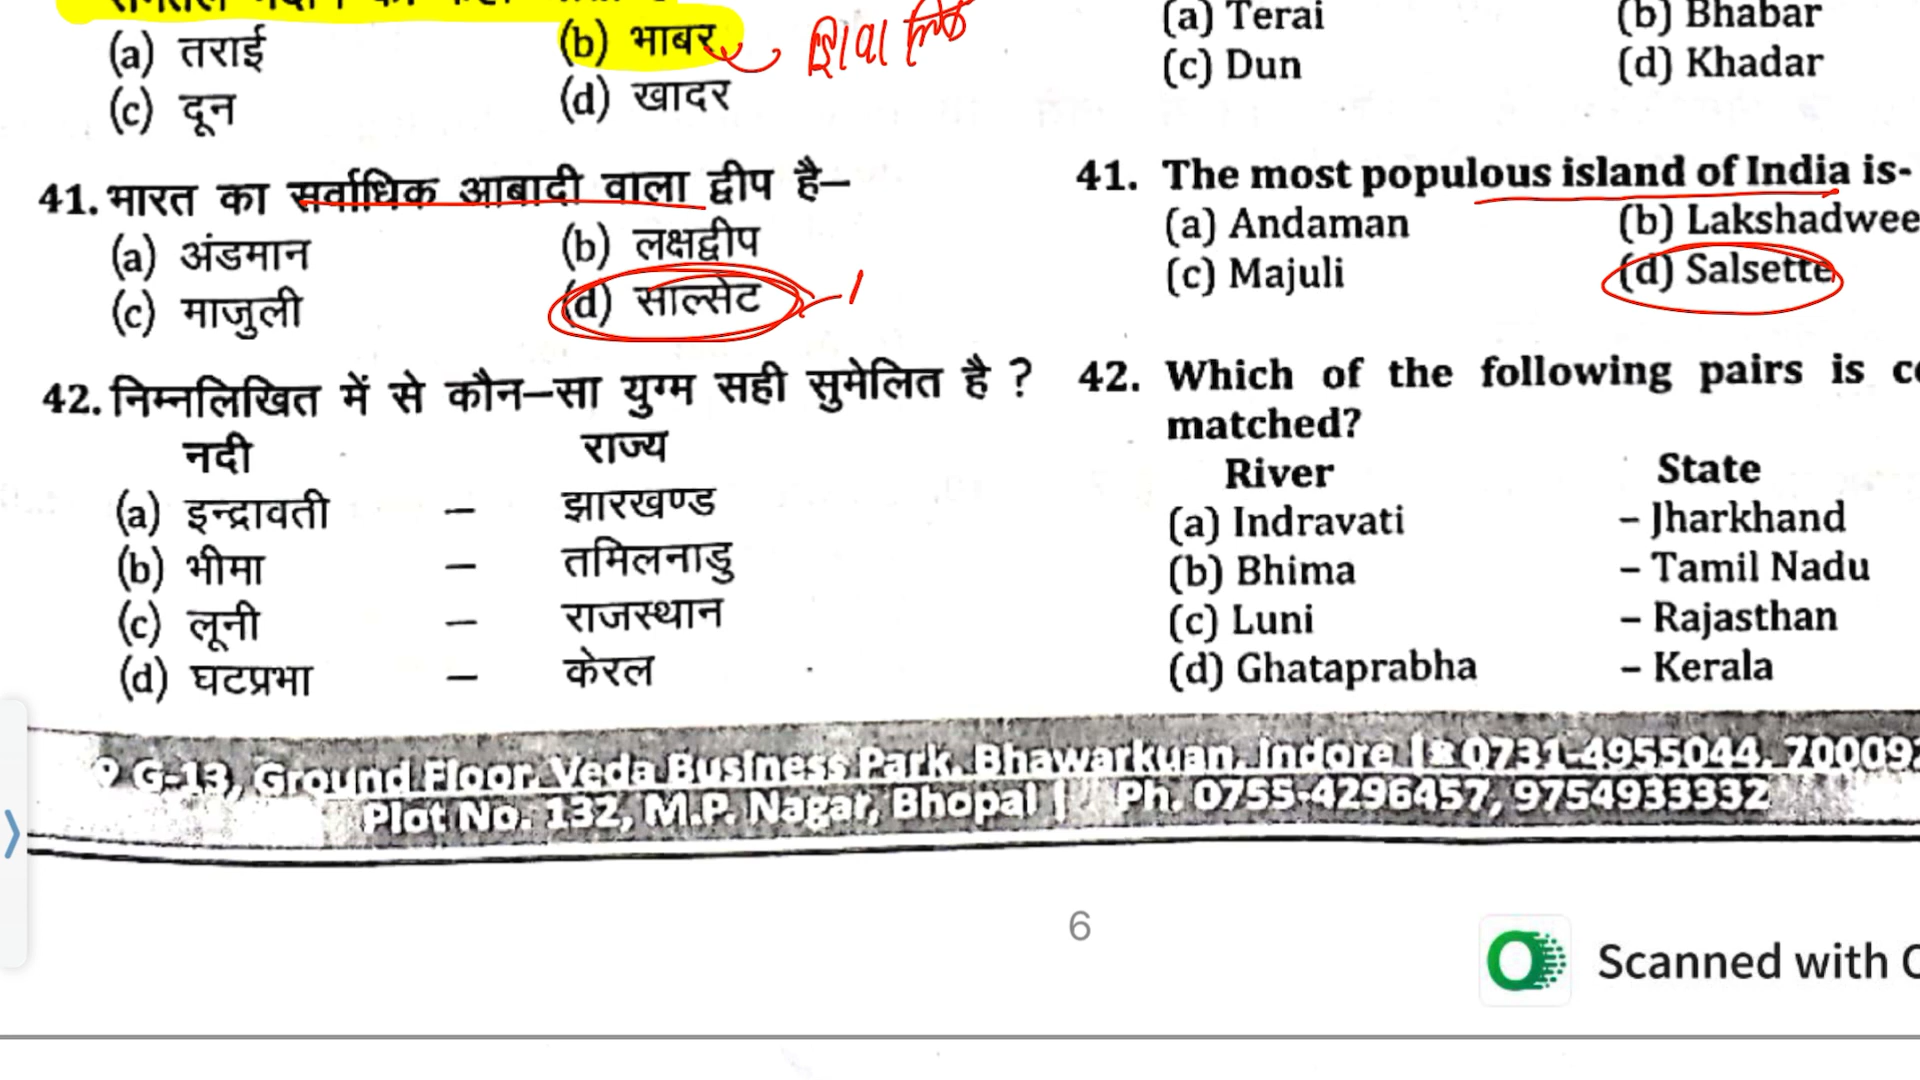 (a) तराई
(b) भाबर
(c) दून
(d) खादर
41. भारत का सर्वाधिक आबादी वाला द्वीप है–
(a) अंडमान
(b) लक्षद्वीप
(c) माजुली
(d) साल्सेट
42. निम्नलिखित में से कौन–सा युग्म सही सुमेलित है ?
नदी राज्य
(a) इन्द्रावती – झारखण्ड
(b) भीमा – तमिलनाडु
(c) लूनी – राजस्थान
(d) घटप्रभा – केरल
(a) Terai (b) Bhabar
(c) Dun (d) Khadar
41. The most populous island of India is-
(a) Andaman (b) Lakshadwee
(c) Majuli (d) Salsette
42. Which of the following pairs is
matched?
River State
(a) Indravati – Jharkhand
(b) Bhima – Tamil Nadu
(c) Luni – Rajasthan
(d) Ghataprabha – Kerala
G-13, Ground Floor, Veda Business Park, Bhawarkuan, Indore | 0731-4955044, 700092
Plot No. 132, M.P. Nagar, Bhopal | Ph. 0755-4296457, 9754933332
6
Scanned with